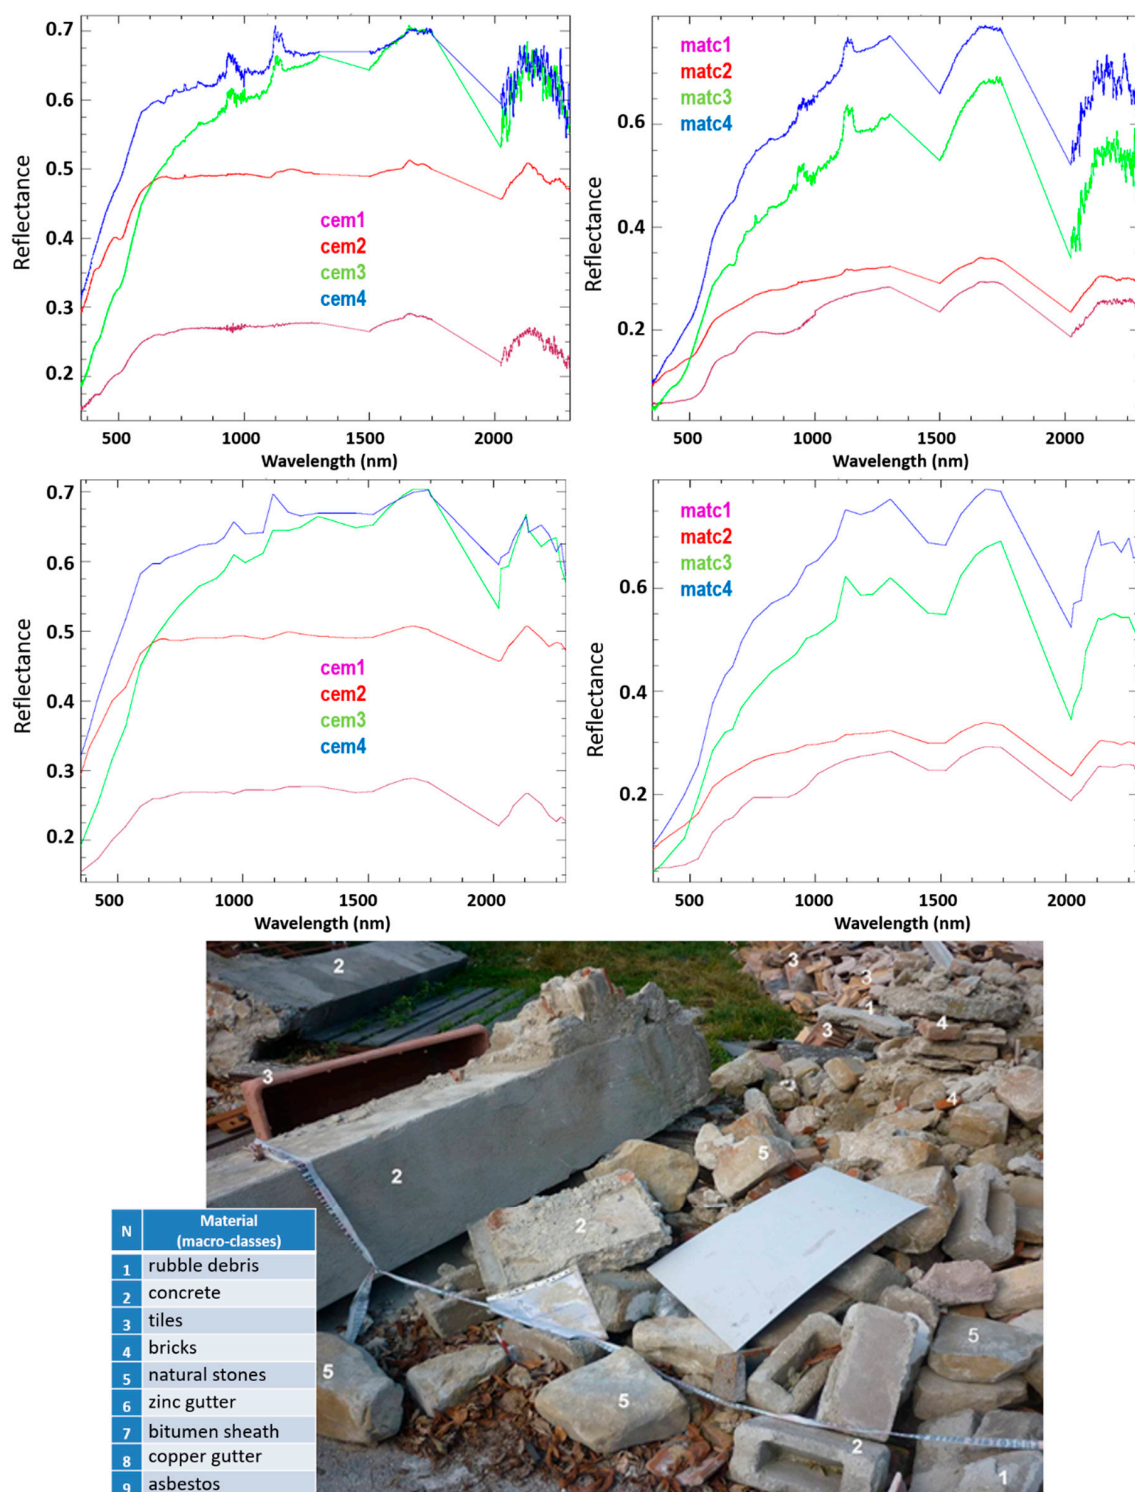 0.7
0.6
0.5
0.4
0.3
0.2
Reflectance
cem1
cem2
cem3
cem4
500 1000 1500 2000
Wavelength (nm)
0.6
0.4
0.2
Reflectance
matc1
matc2
matc3
matc4
500 1000 1500 2000
Wavelength (nm)
0.7
0.6
0.5
0.4
0.3
0.2
Reflectance
cem1
cem2
cem3
cem4
500 1000 1500 2000
Wavelength (nm)
0.6
0.4
0.2
Reflectance
matc1
matc2
matc3
matc4
500 1000 1500 2000
Wavelength (nm)
2
3
3
1
4
3
3
3
4
5
2
2
5
5
5
2
1
N Material
(macro-classes)
1 rubble debris
2 concrete
3 tiles
4 bricks
5 natural stones
6 zinc gutter
7 bitumen sheath
8 copper gutter
9 asbestos